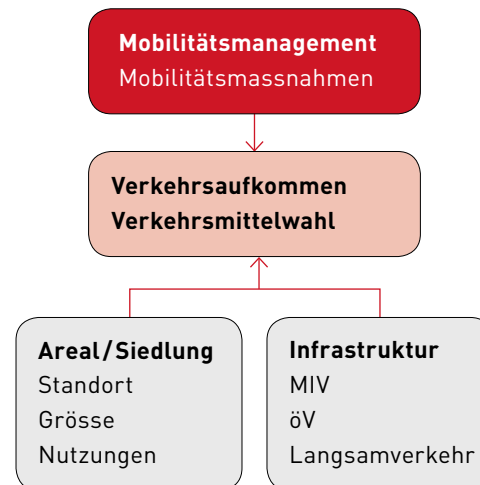 Mobilitätsmanagement
Mobilitätsmassnahmen
Verkehrsaufkommen
Verkehrsmittelwahl
Areal/Siedlung
Standort
Grösse
Nutzungen
Infrastruktur
MIV
öV
Langsamverkehr